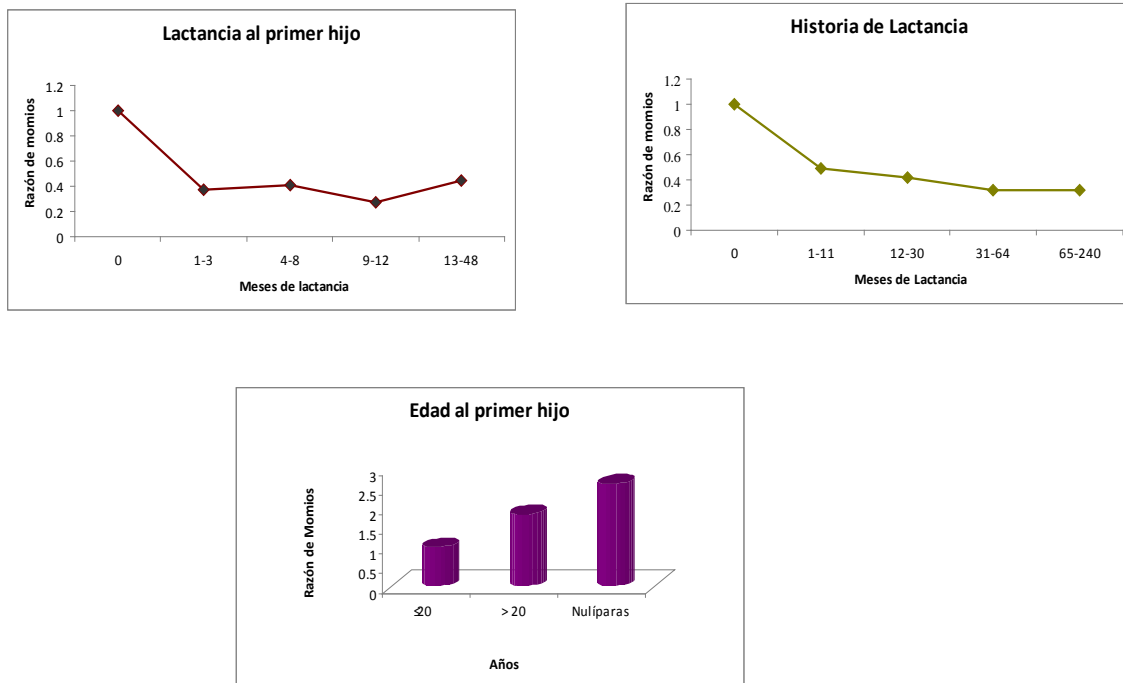 Lactancia al primer hijo
Razón de momios
1.2
1
0.8
0.6
0.4
0.2
0
0 1-3 4-8 9-12 13-48
Meses de lactancia
Historia de Lactancia
Razón de momios
1.2
1
0.8
0.6
0.4
0.2
0
0 1-11 12-30 31-64 65-240
Meses de Lactancia
Edad al primer hijo
Razón de Momios
3
2.5
2
1.5
1
0.5
0
≤20 > 20 Nulíparas
Años